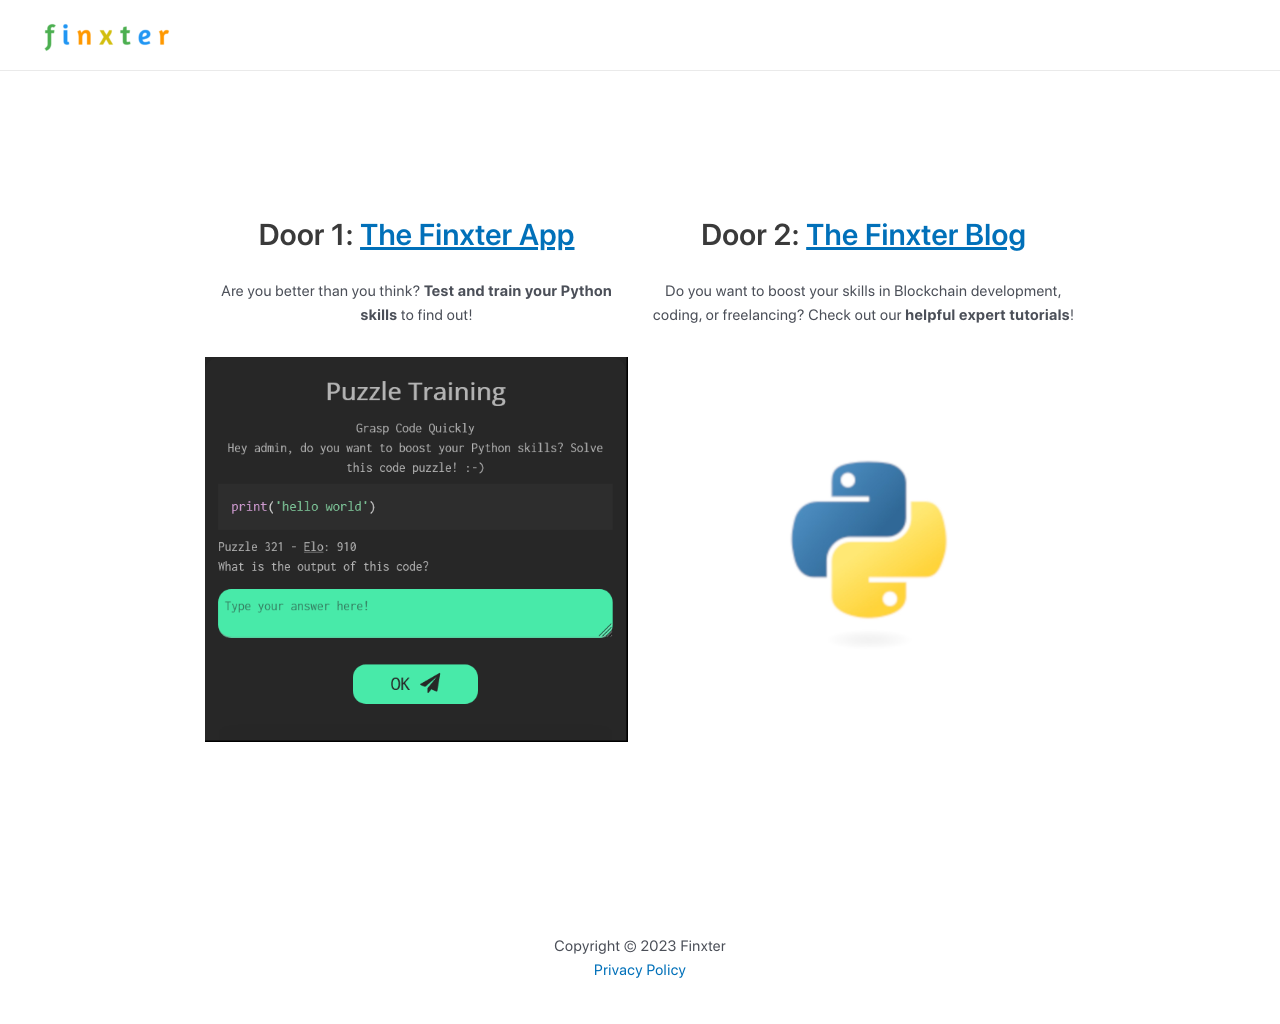 finxter
Door 1: The Finxter App
Are you better than you think? Test and train your Python
skills to find out!
Puzzle Training
Grasp Code Quickly
Hey admin, do you want to boost your Python skills? Solve
this code puzzle! :-)
print('hello world')
Puzzle 321 - Elo: 910
What is the output of this code?
Type your answer here!
OK
Door 2: The Finxter Blog
Do you want to boost your skills in Blockchain development,
coding, or freelancing? Check out our helpful expert tutorials!
Copyright © 2023 Finxter
Privacy Policy